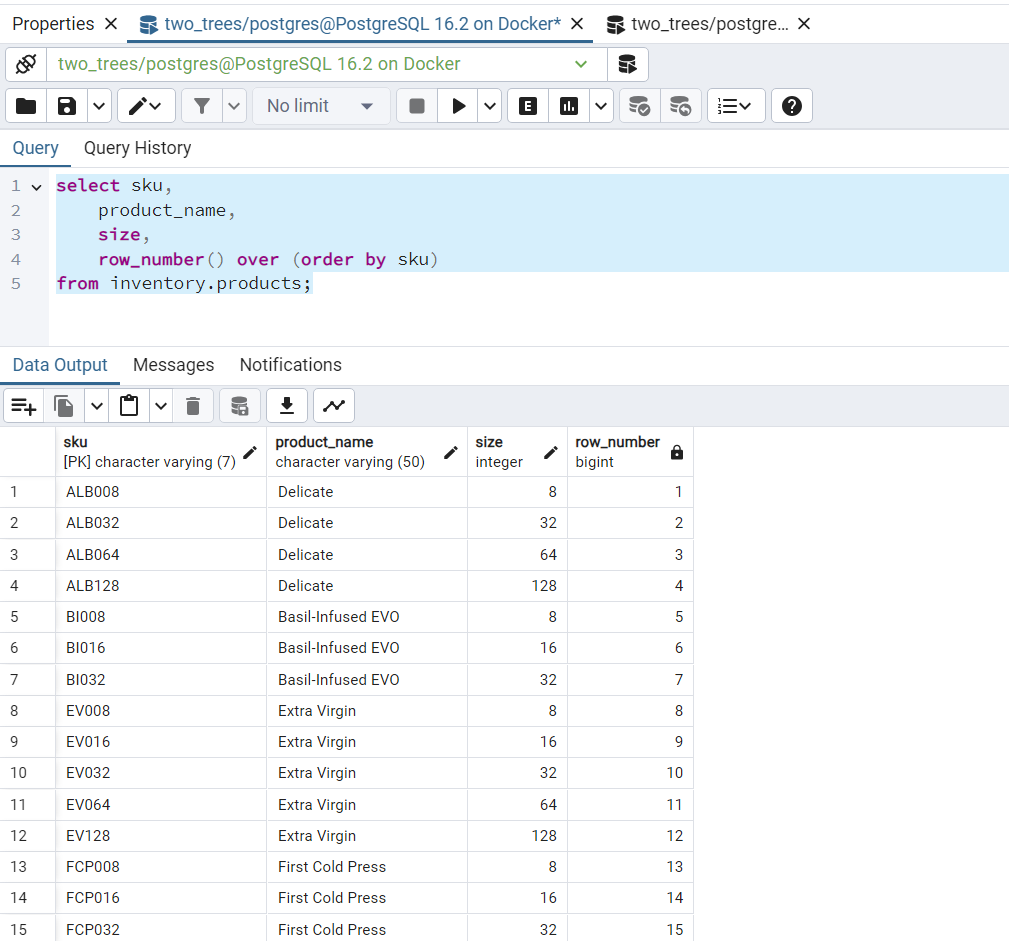 Properties two_trees/postgres@PostgreSQL 16.2 on Docker* two_trees/postgre...
two_trees/postgres@PostgreSQL 16.2 on Docker
No limit E
Query Query History
1 select sku,
2 product_name,
3 size,
4 row_number() over (order by sku)
5 from inventory.products;
Data Output Messages Notifications
sku product_name size row_number
[PK] character varying (7) character varying (50) integer bigint
1 ALB008 Delicate 8 1
2 ALB032 Delicate 32 2
3 ALB064 Delicate 64 3
4 ALB128 Delicate 128 4
5 BI008 Basil-Infused EVO 8 5
6 BI016 Basil-Infused EVO 16 6
7 BI032 Basil-Infused EVO 32 7
8 EV008 Extra Virgin 8 8
9 EV016 Extra Virgin 16 9
10 EV032 Extra Virgin 32 10
11 EV064 Extra Virgin 64 11
12 EV128 Extra Virgin 128 12
13 FCP008 First Cold Press 8 13
14 FCP016 First Cold Press 16 14
15 FCP032 First Cold Press 32 15